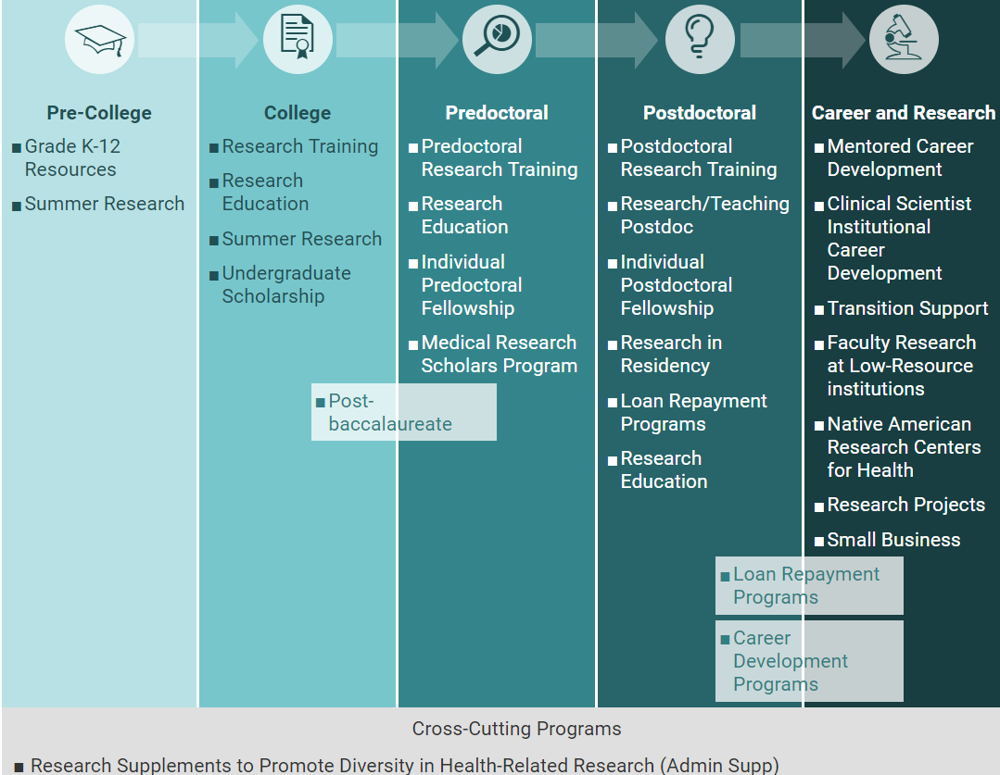 Pre-College
■ Grade K-12
Resources
■ Summer Research
College
■ Research Training
■ Research
Education
■ Summer Research
■ Undergraduate
Scholarship
■ Post-
baccalaureate
Predoctoral
■ Predoctoral
Research Training
■ Research
Education
■ Individual
Predoctoral
Fellowship
■ Medical Research
Scholars Program
Postdoctoral
■ Postdoctoral
Research Training
■ Research/Teaching
Postdoc
■ Individual
Postdoctoral
Fellowship
■ Research in
Residency
■ Loan Repayment
Programs
■ Research
Education
Career and Research
■ Mentored Career
Development
■ Clinical Scientist
Institutional
Career
Development
■ Transition Support
■ Faculty Research
at Low-Resource
institutions
■ Native American
Research Centers
for Health
■ Research Projects
■ Small Business
■ Loan Repayment
Programs
■ Career
Development
Programs
Cross-Cutting Programs
■ Research Supplements to Promote Diversity in Health-Related Research (Admin Supp)